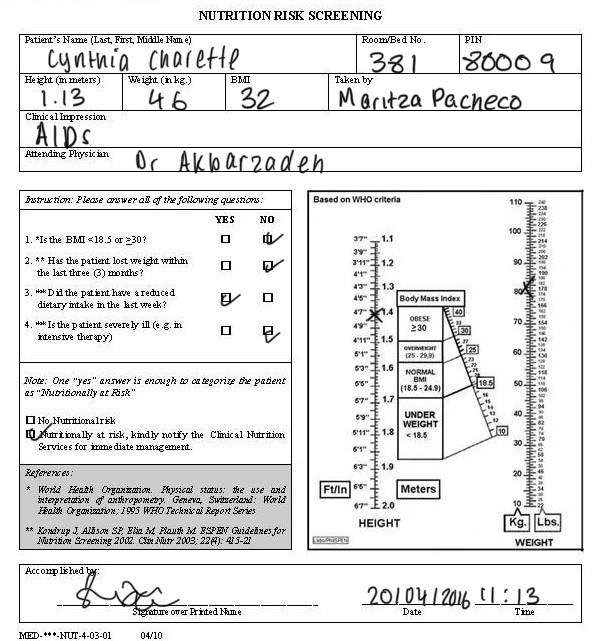 NUTRITION RISK SCREENING
Patient's Name (Last, First, Middle Name) Room/Bed No. PIN
Cynthia Charette 381 80009
Height (in meters) Weight (in kg.) BMI Taken by
1.13 46 32 Maritza Pacheco
Clinical Impression
AIDs
Attending Physician Dr Akbarzadeh
Instruction: Please answer all of the following questions:
YES NO
1. *Is the BMI <18.5 or ≥30?
2. ** Has the patient lost weight within
the last three (3) months?
3. **Did the patient have a reduced
dietary intake in the last week?
4. **Is the patient severely ill (e.g. in
intensive therapy)
Note: One "yes" answer is enough to categorize the patient
as "Nutritionally at Risk"
No Nutritional risk
Nutritionally at risk, kindly notify the Clinical Nutrition
Services for immediate management.
References:
* World Health Organization. Physical status: the use and
interpretation of anthropometry. Geneva, Switzerland: World
Health Organization; 1995 WHO Technical Report Series
** Kondrup J, Allison SP, Elia M, Plauth M. ESPEN Guidelines for
Nutrition Screening 2002. Clin Nutr 2003; 22(4): 415-21
Based on WHO criteria
3'7" 1.1
3'9"
3'11" 1.2
4'1"
4'3" 1.3
4'5"
4'7" 1.4
4'9"
4'11" 1.5
5'1"
5'3" 1.6
5'5"
5'7" 1.7
5'9"
5'11" 1.8
6'1"
6'3" 1.9
6'5"
6'7" 2.0
Ft/In Meters
HEIGHT
Body Mass Index
OBESE
≥30
OVERWEIGHT
(25 - 29,9)
NORMAL
BMI
(18.5 - 24.9)
UNDER
WEIGHT
< 18.5
40
30
25
18.5
10
110
100
90
80
70
60
50
40
30
20
10
Kg. Lbs.
WEIGHT
Accomplished by:
20/04/2016 11:13
Signature over Printed Name Date Time
MED-***-NUT-4-03-01 04/10